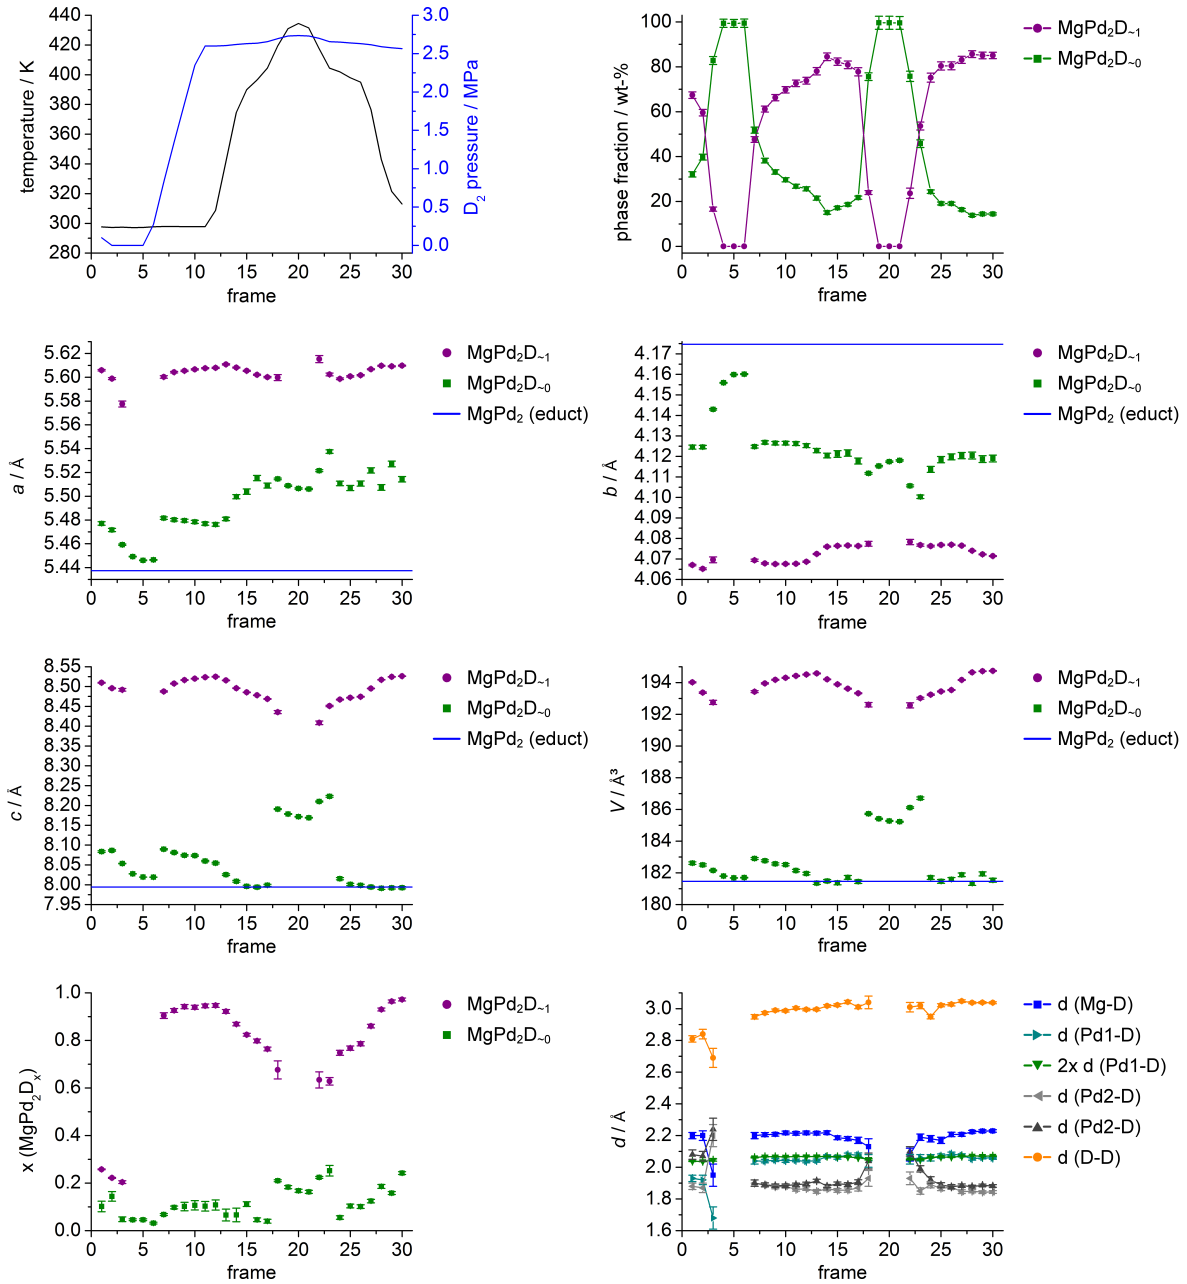 temperature / K
440
420
400
380
360
340
320
300
280
3.0
2.5
2.0
1.5
1.0
0.5
0.0
D₂ pressure / MPa
0 5 10 15 20 25 30
frame
phase fraction / wt-%
100
80
60
40
20
0
0 5 10 15 20 25 30
frame
MgPd₂D~₁
MgPd₂D~₀
a / Å
5.62
5.60
5.58
5.56
5.54
5.52
5.50
5.48
5.46
5.44
0 5 10 15 20 25 30
frame
MgPd₂D~₁
MgPd₂D~₀
MgPd₂ (educt)
b / Å
4.17
4.16
4.15
4.14
4.13
4.12
4.11
4.10
4.09
4.08
4.07
4.06
0 5 10 15 20 25 30
frame
MgPd₂D~₁
MgPd₂D~₀
MgPd₂ (educt)
c / Å
8.55
8.50
8.45
8.40
8.35
8.30
8.25
8.20
8.15
8.10
8.05
8.00
7.95
0 5 10 15 20 25 30
frame
MgPd₂D~₁
MgPd₂D~₀
MgPd₂ (educt)
V / Å³
194
192
190
188
186
184
182
180
0 5 10 15 20 25 30
frame
MgPd₂D~₁
MgPd₂D~₀
MgPd₂ (educt)
x (MgPd₂Dₓ)
1.0
0.8
0.6
0.4
0.2
0.0
0 5 10 15 20 25 30
frame
MgPd₂D~₁
MgPd₂D~₀
d / Å
3.0
2.8
2.6
2.4
2.2
2.0
1.8
1.6
0 5 10 15 20 25 30
frame
d (Mg-D)
d (Pd1-D)
2x d (Pd1-D)
d (Pd2-D)
d (Pd2-D)
d (D-D)